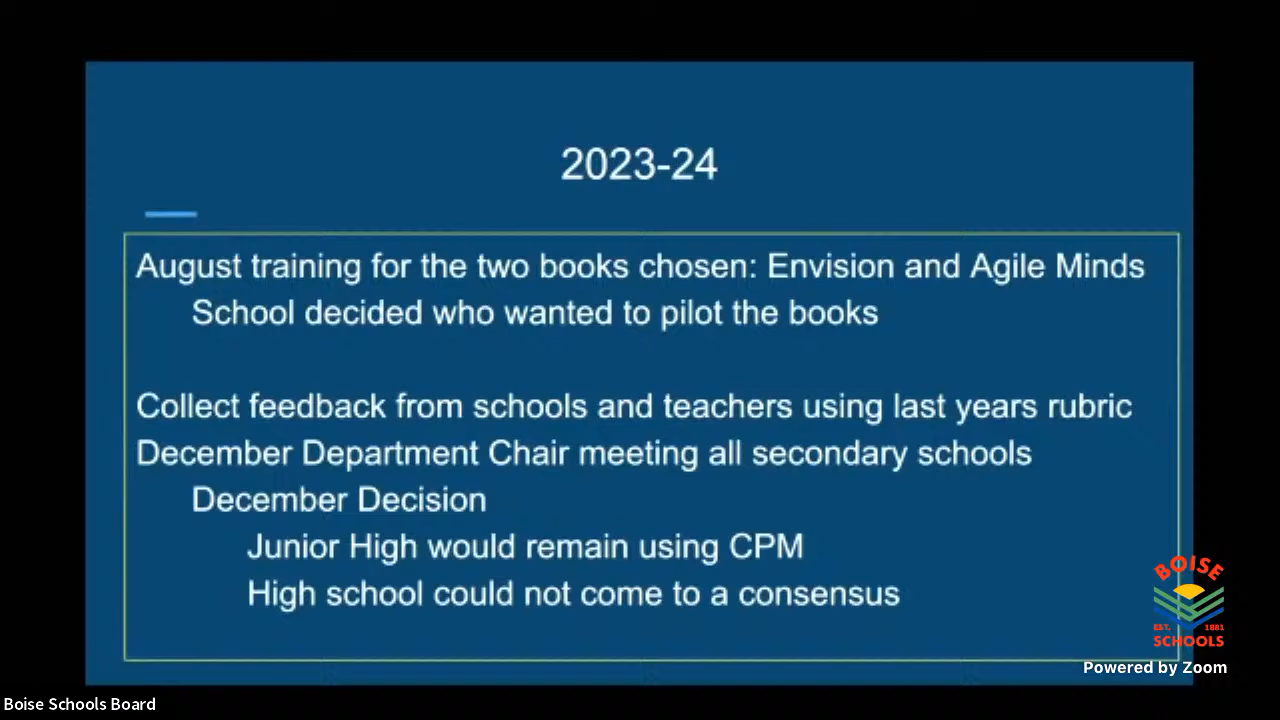 2023-24
August training for the two books chosen: Envision and Agile Minds
School decided who wanted to pilot the books
Collect feedback from schools and teachers using last years rubric
December Department Chair meeting all secondary schools
December Decision
Junior High would remain using CPM
High school could not come to a consensus
BOISE
EST. 1881
SCHOOLS
Powered by Zoom
Boise Schools Board